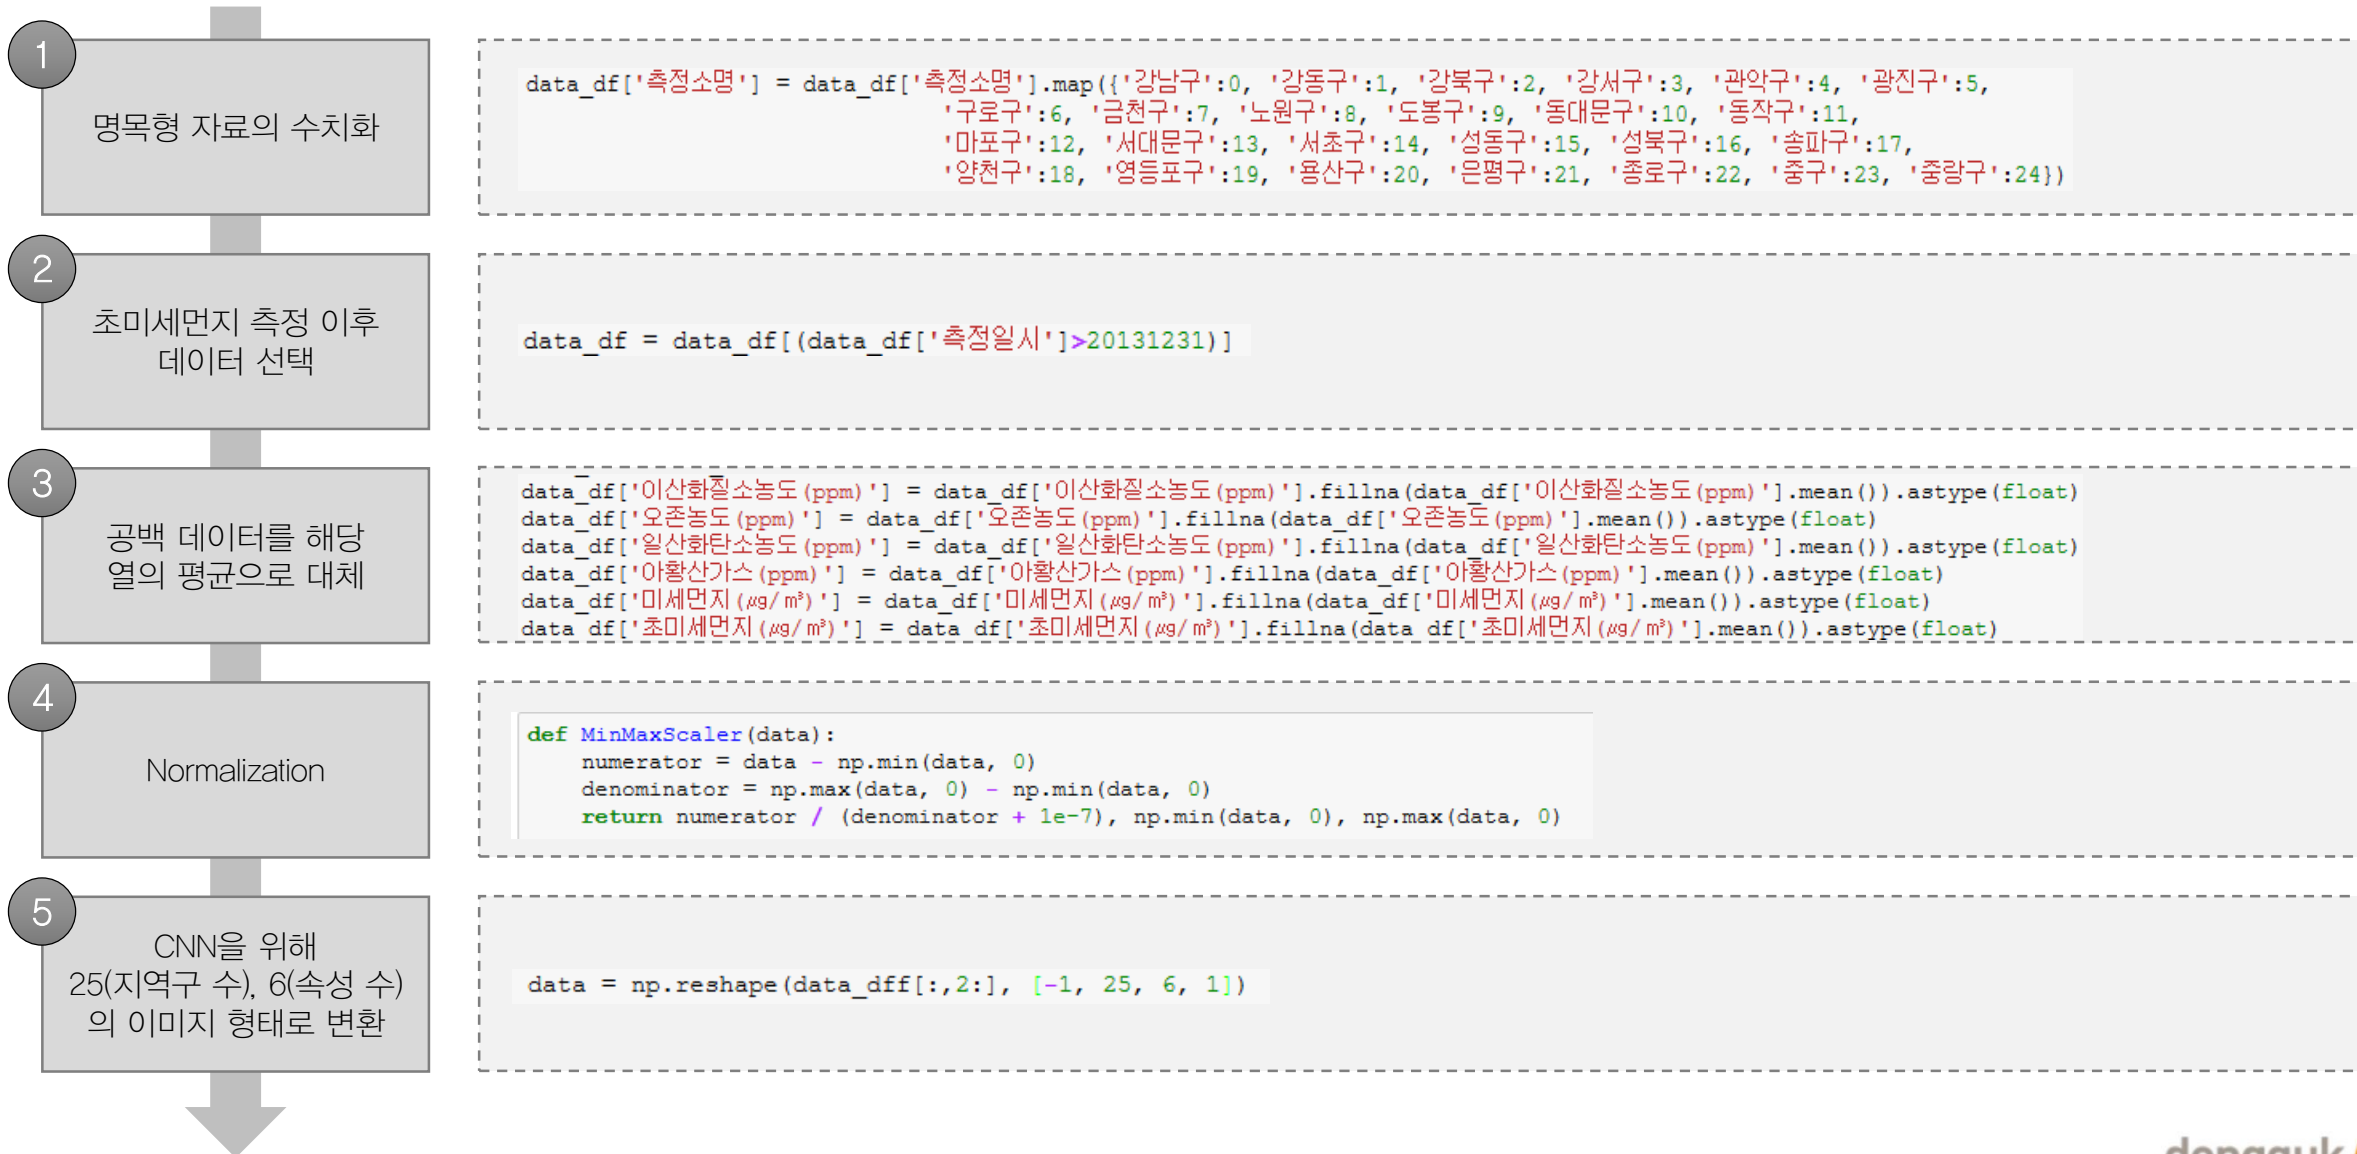 1
명목형 자료의 수치화
data_df['측정소명'] = data_df['측정소명'].map({'강남구':0, '강동구':1, '강북구':2, '강서구':3, '관악구':4, '광진구':5,
'구로구':6, '금천구':7, '노원구':8, '도봉구':9, '동대문구':10, '동작구':11,
'마포구':12, '서대문구':13, '서초구':14, '성동구':15, '성북구':16, '송파구':17,
'양천구':18, '영등포구':19, '용산구':20, '은평구':21, '종로구':22, '중구':23, '중랑구':24})
2
초미세먼지 측정 이후
데이터 선택
data_df = data_df[(data_df['측정일시']>20131231)]
3
공백 데이터를 해당
열의 평균으로 대체
data_df['이산화질소농도(ppm)'] = data_df['이산화질소농도(ppm)'].fillna(data_df['이산화질소농도(ppm)'].mean()).astype(float)
data_df['오존농도(ppm)'] = data_df['오존농도(ppm)'].fillna(data_df['오존농도(ppm)'].mean()).astype(float)
data_df['일산화탄소농도(ppm)'] = data_df['일산화탄소농도(ppm)'].fillna(data_df['일산화탄소농도(ppm)'].mean()).astype(float)
data_df['아황산가스(ppm)'] = data_df['아황산가스(ppm)'].fillna(data_df['아황산가스(ppm)'].mean()).astype(float)
data_df['미세먼지(㎍/㎥)'] = data_df['미세먼지(㎍/㎥)'].fillna(data_df['미세먼지(㎍/㎥)'].mean()).astype(float)
data_df['초미세먼지(㎍/㎥)'] = data_df['초미세먼지(㎍/㎥)'].fillna(data_df['초미세먼지(㎍/㎥)'].mean()).astype(float)
4
Normalization
def MinMaxScaler(data):
numerator = data - np.min(data, 0)
denominator = np.max(data, 0) - np.min(data, 0)
return numerator / (denominator + 1e-7), np.min(data, 0), np.max(data, 0)
5
CNN을 위해
25(지역구 수), 6(속성 수)
의 이미지 형태로 변환
data = np.reshape(data_dff[:,2:], [-1, 25, 6, 1])